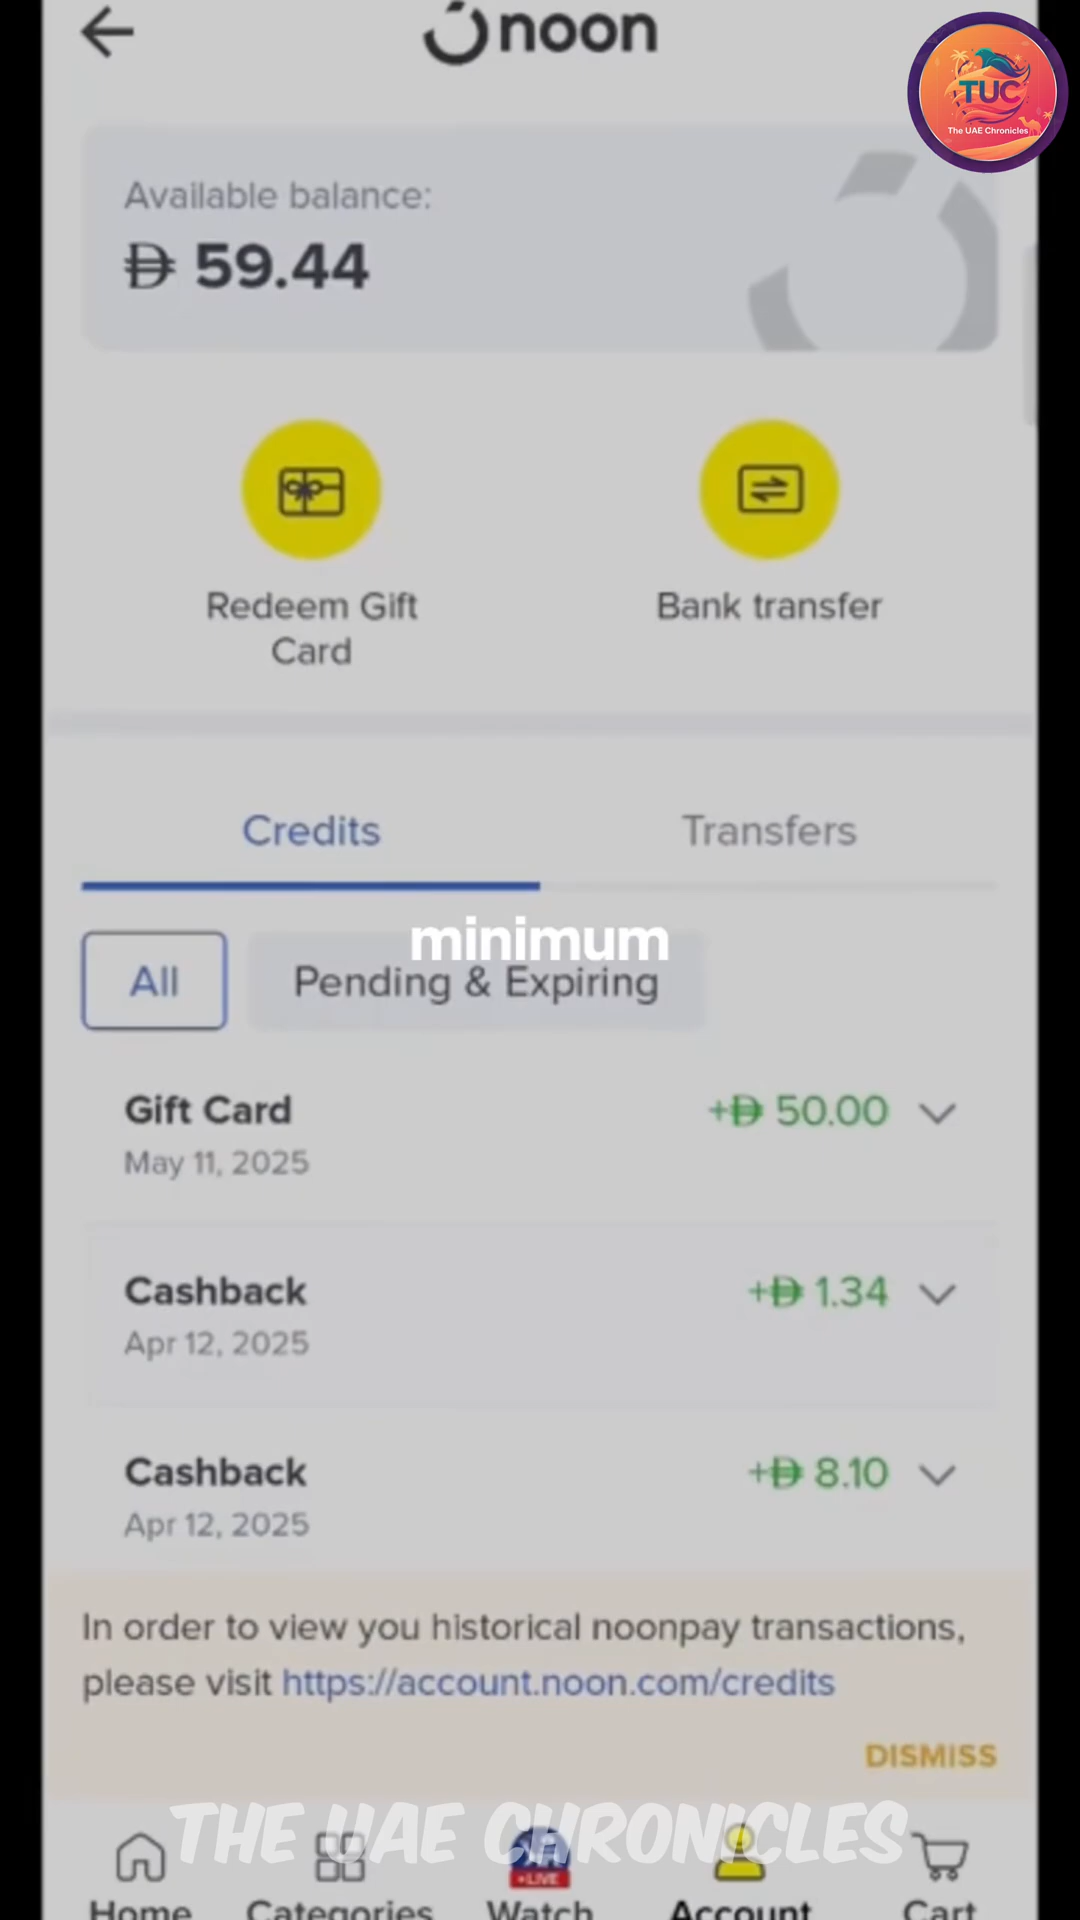 noon
TUC
The UAE Chronicles
Available balance:
59.44
Redeem Gift
Card
Bank transfer
Credits
Transfers
minimum
All
Pending & Expiring
Gift Card
+ 50.00
May 11, 2025
Cashback
+ 1.34
Apr 12, 2025
Cashback
+ 8.10
Apr 12, 2025
In order to view you historical noonpay transactions,
please visit https://account.noon.com/credits
DISMISS
THE UAE CHRONICLES
LIVE
Home
Categories
Watch
Account
Cart